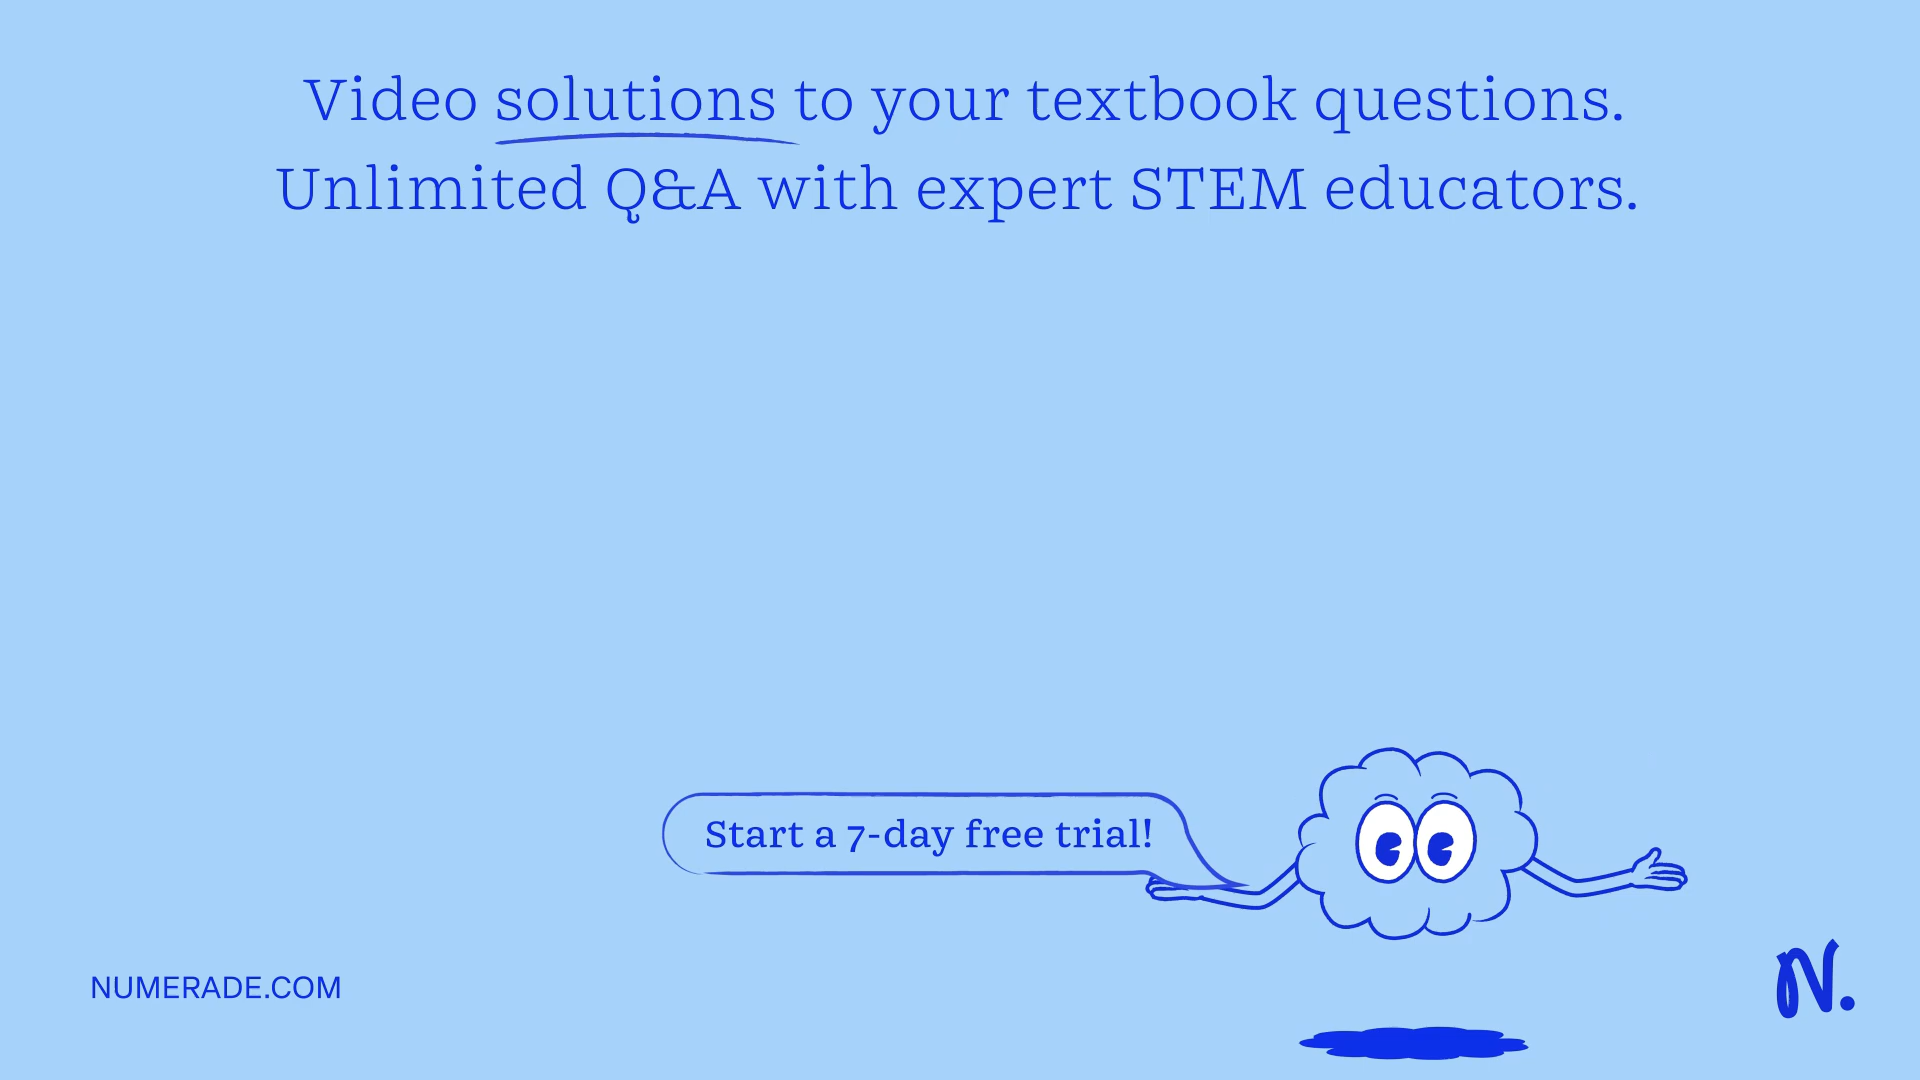 Video solutions to your textbook questions.
Unlimited Q&A with expert STEM educators.
Start a 7-day free trial!
NUMERADE.COM
N.